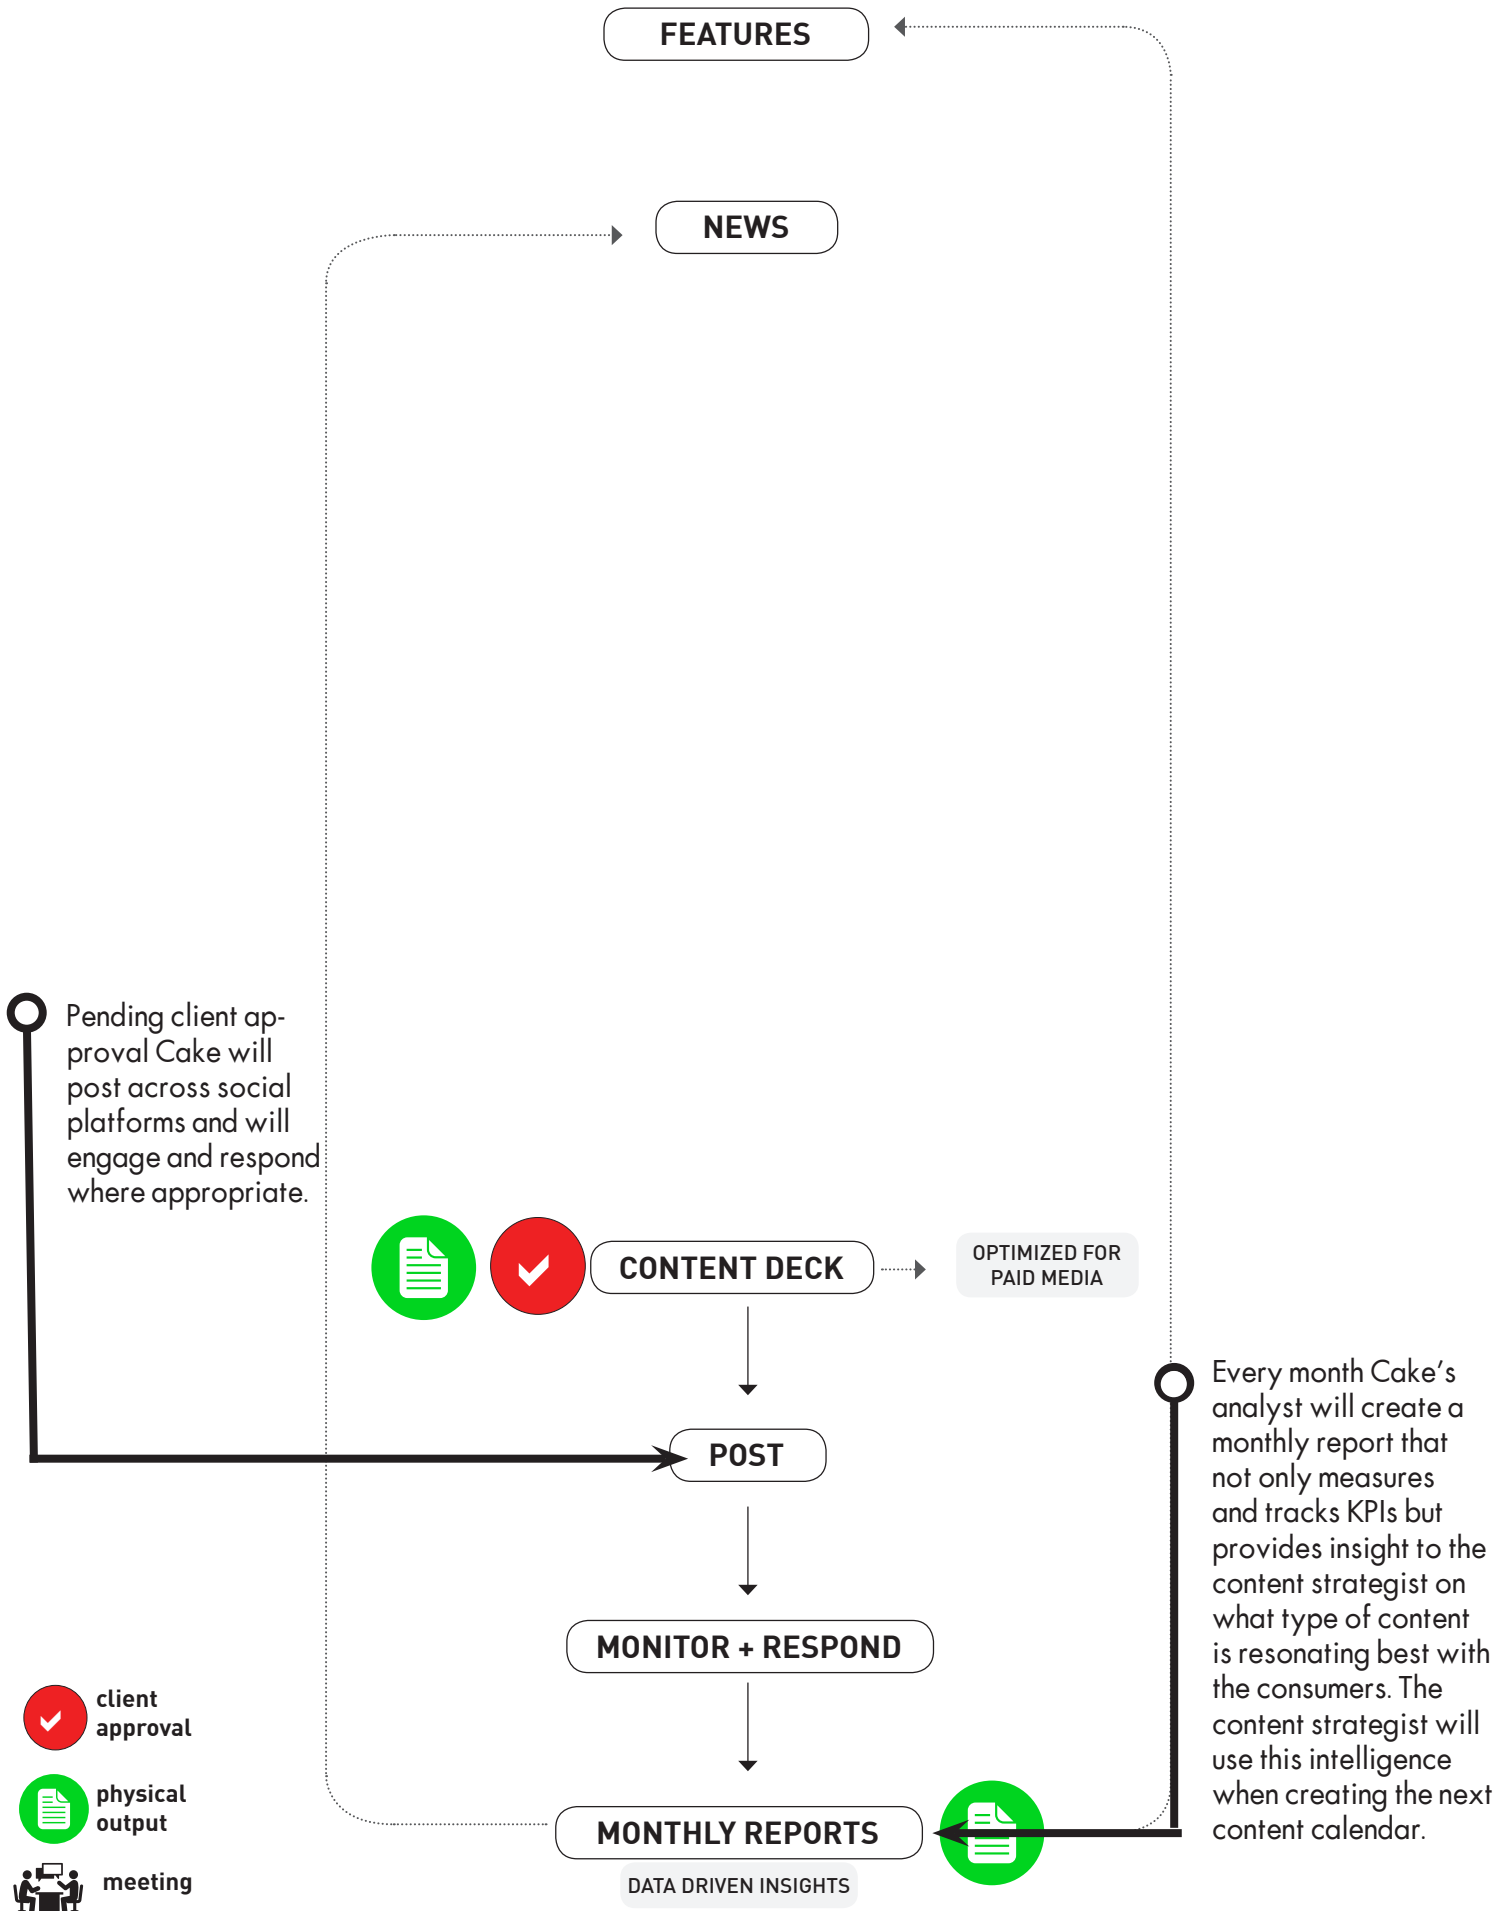 FEATURES
NEWS
Pending client ap-
proval Cake will
post across social
platforms and will
engage and respond
where appropriate.
CONTENT DECK
OPTIMIZED FOR
PAID MEDIA
POST
Every month Cake's
analyst will create a
monthly report that
not only measures
and tracks KPIs but
provides insight to the
content strategist on
what type of content
is resonating best with
the consumers. The
content strategist will
use this intelligence
when creating the next
content calendar.
MONITOR + RESPOND
MONTHLY REPORTS
DATA DRIVEN INSIGHTS
client
approval
physical
output
meeting